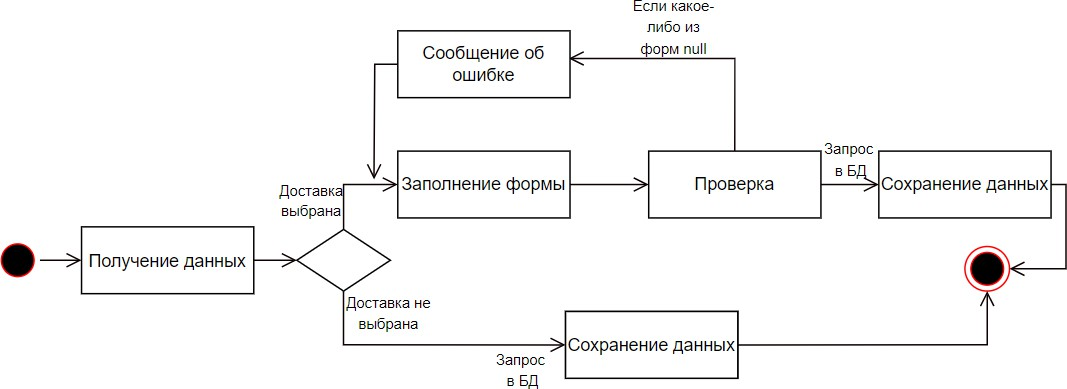 Если какое-
либо из
форм null
Сообщение об
ошибке
Запрос
в БД
Доставка
выбрана
Заполнение формы
Проверка
Сохранение данных
Получение данных
Доставка не
выбрана
Запрос
в БД
Сохранение данных